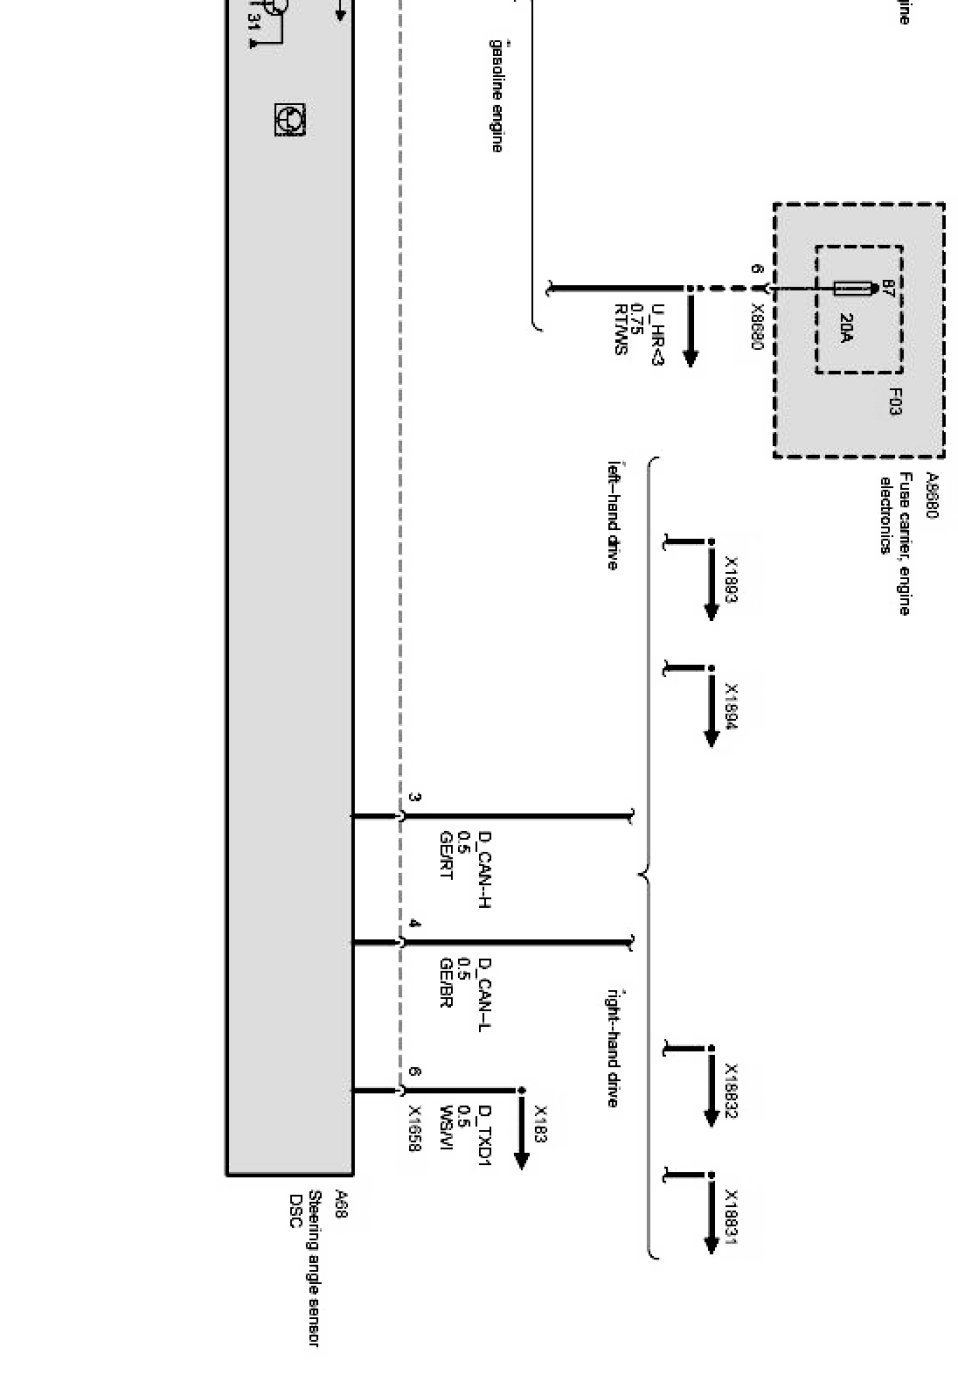 31
gine
gasoline engine
87
20A
F03
6
X8680
U_HR<3
0.75
RT/WS
A8680
Fuse carrier, engine
electronics
left-hand drive
X1893
X1894
3
D_CAN-H
0.5
GE/RT
4
D_CAN-L
0.5
GE/BR
right-hand drive
X18832
X18831
6
X1658
D_TXD1
0.5
WS/VI
X183
A68
Steering angle sensor
DSC